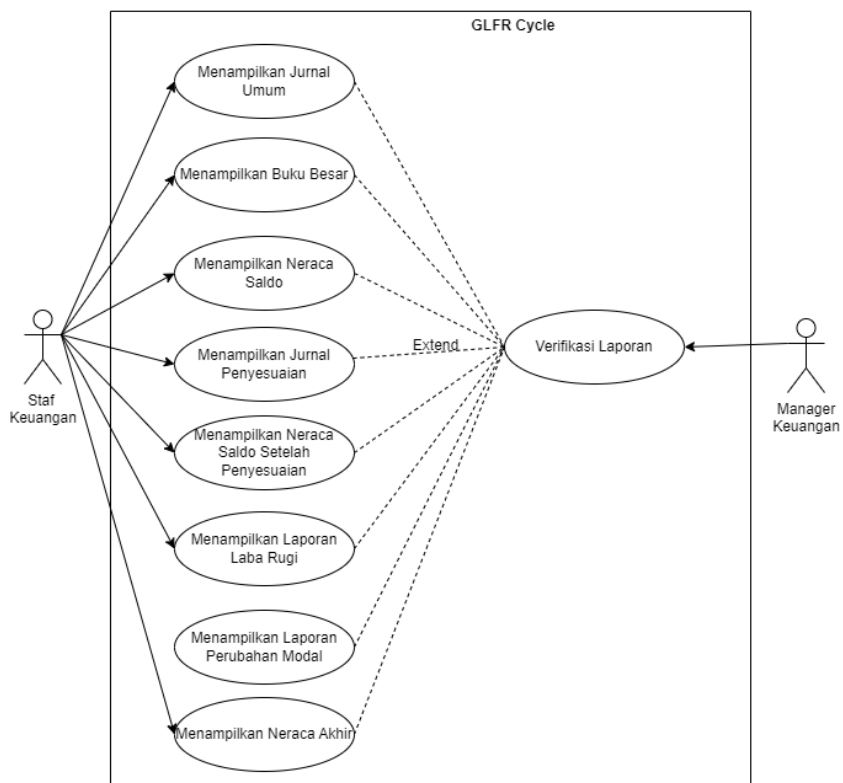 GLFR Cycle
Menampilkan Jurnal
Umum
Menampilkan Buku Besar
Menampilkan Neraca
Saldo
Menampilkan Jurnal
Penyesuaian
Extend
Verifikasi Laporan
Staf
Keuangan
Manager
Keuangan
Menampilkan Neraca
Saldo Setelah
Penyesuaian
Menampilkan Laporan
Laba Rugi
Menampilkan Laporan
Perubahan Modal
Menampilkan Neraca Akhir